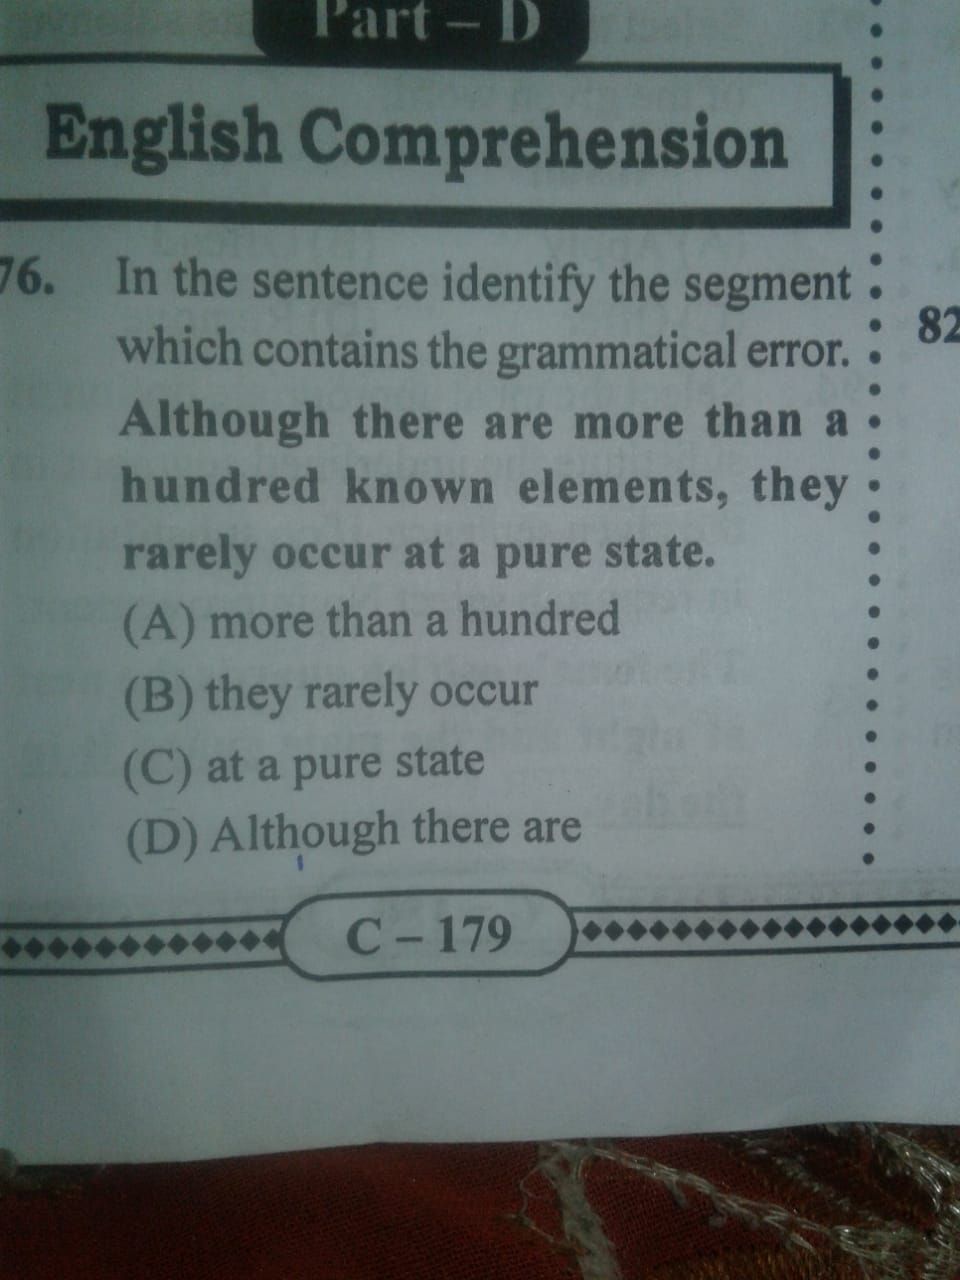 Part – D
English Comprehension
76. In the sentence identify the segment
which contains the grammatical error.
Although there are more than a
hundred known elements, they
rarely occur at a pure state.
(A) more than a hundred
(B) they rarely occur
(C) at a pure state
(D) Although there are
C – 179
82